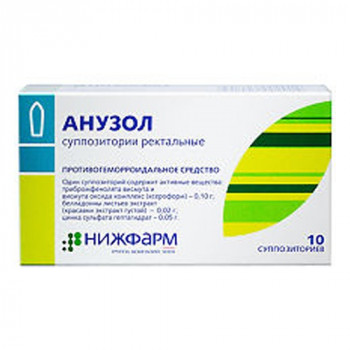 АНУЗОЛ
суппозитории ректальные
ПРОТИВОГЕМОРРОИДАЛЬНОЕ СРЕДСТВО
Один суппозиторий содержит активные вещества:
трибромфенолята висмута и
висмута оксида комплекс (ксероформ) – 0,10 г,
белладонны листьев экстракт
(красавки экстракт густой) – 0,02 г,
цинка сульфата гептагидрат – 0,05 г.
НИЖФАРМ
10
СУППОЗИТОРИЕВ